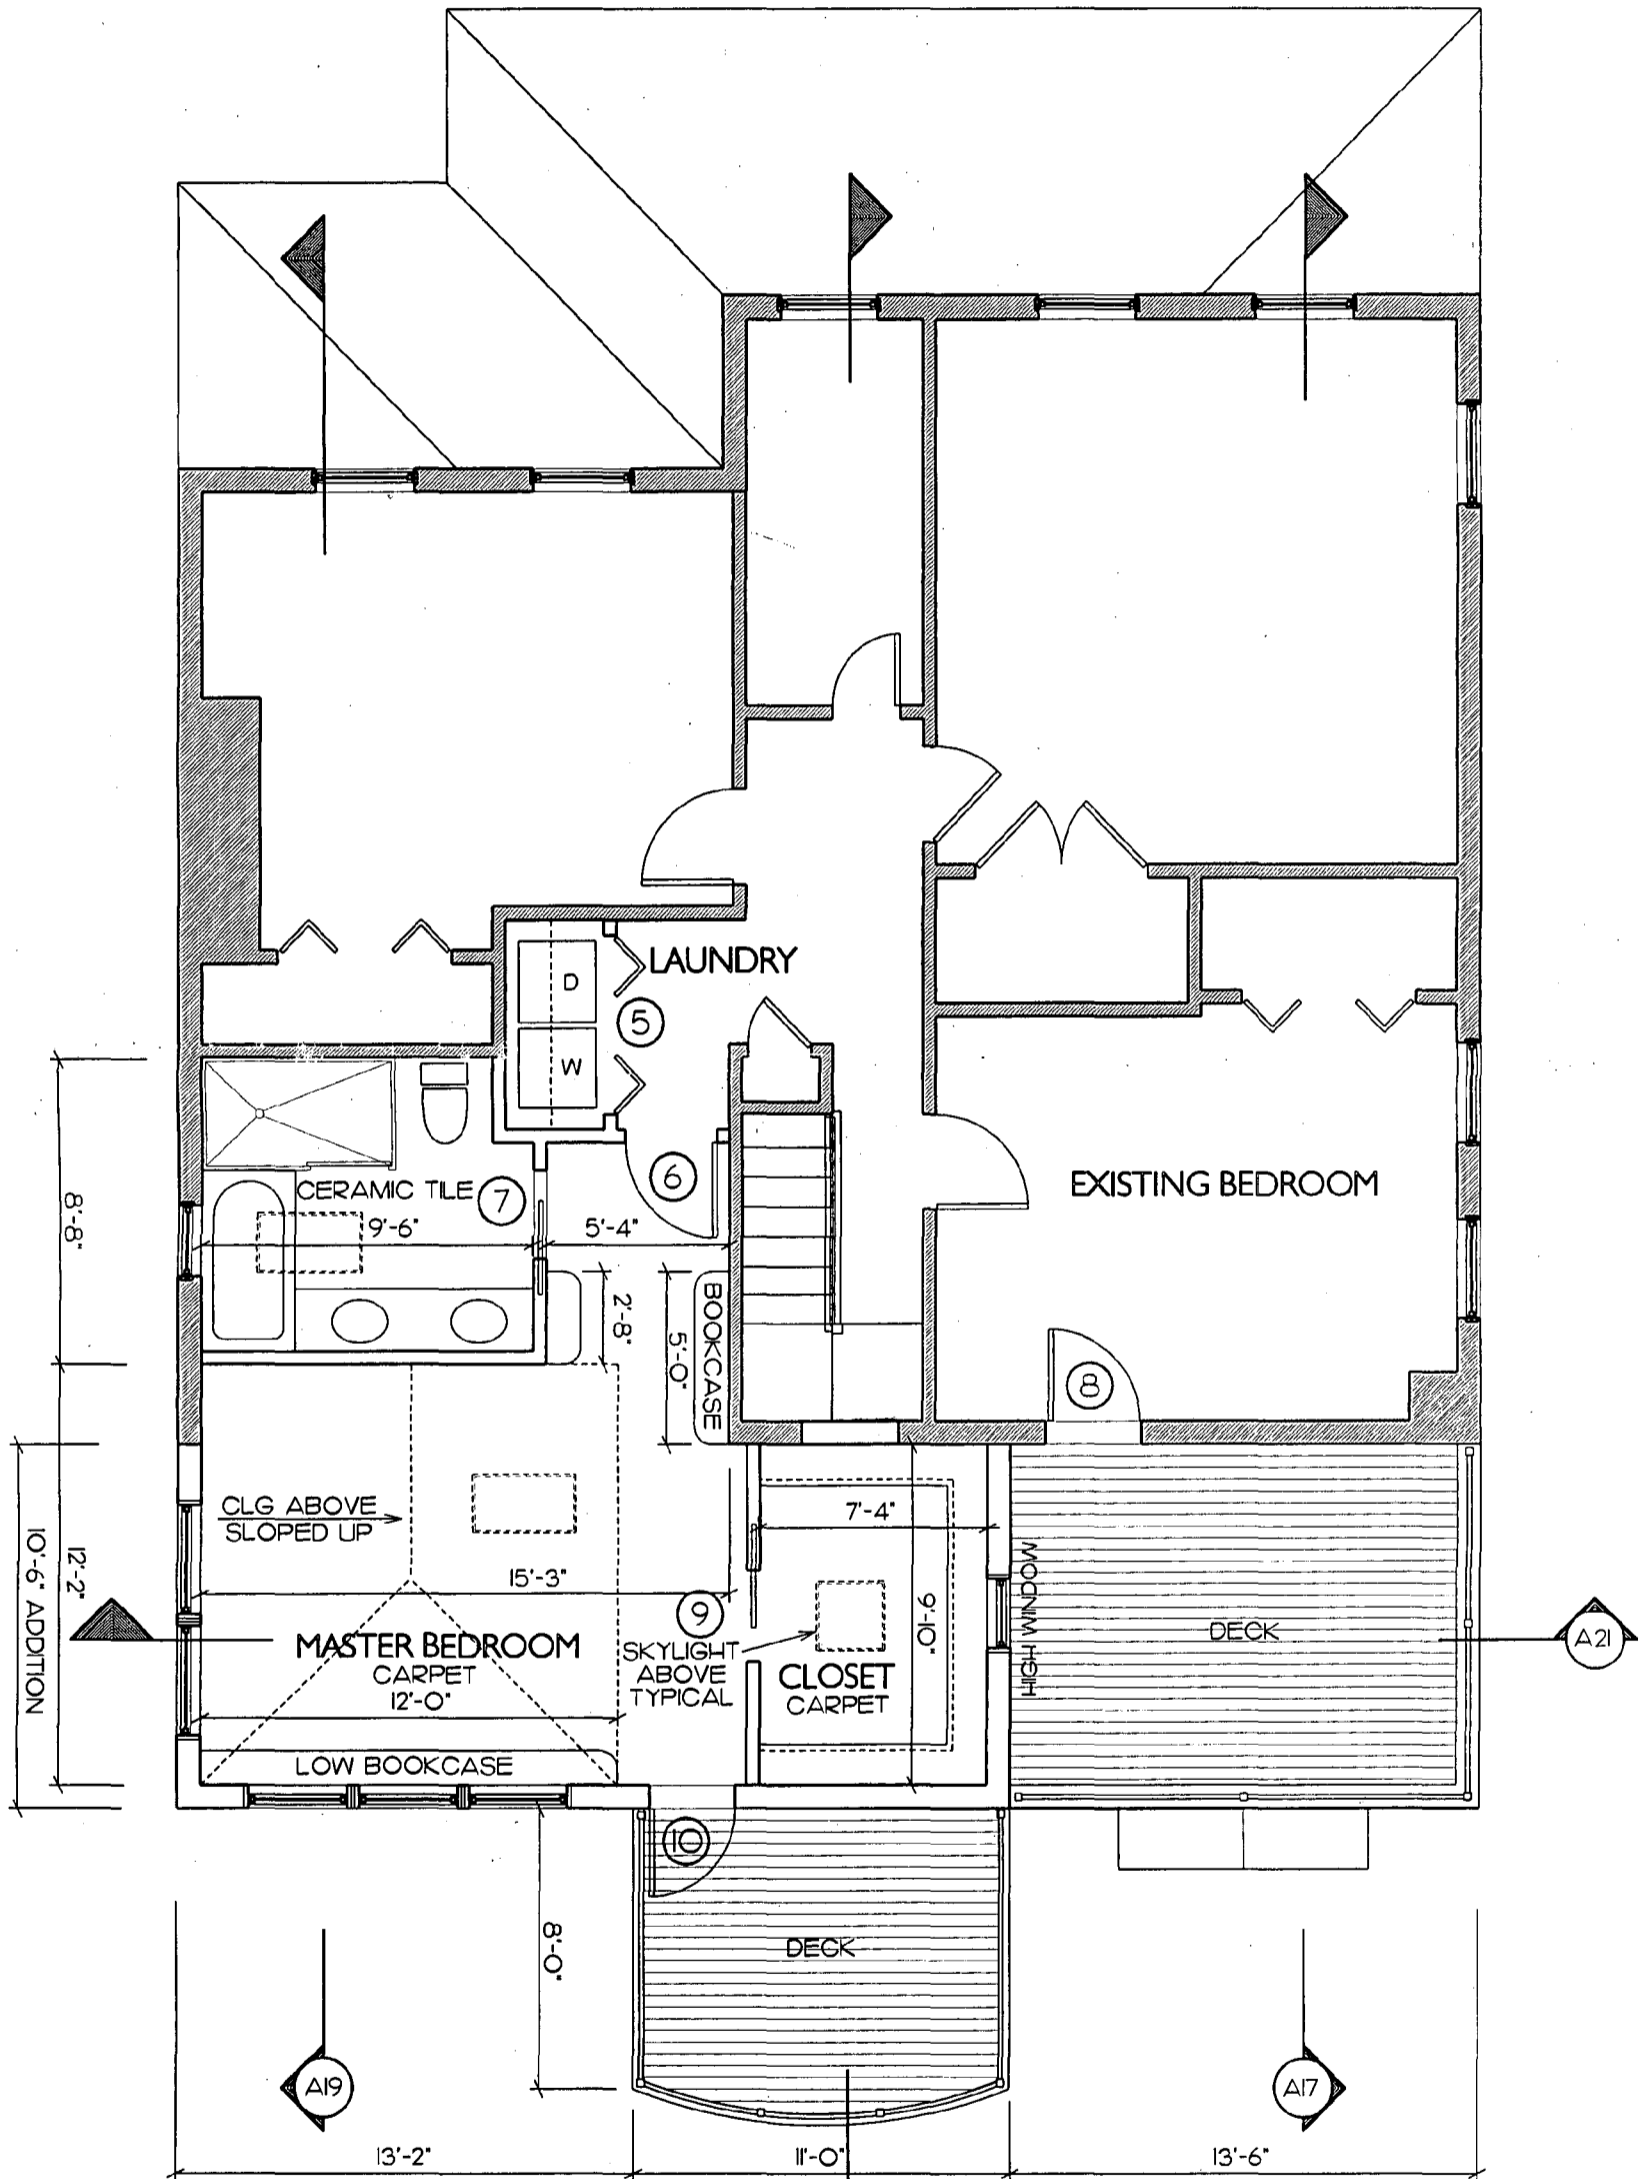 LAUNDRY
D
5
W
6
EXISTING BEDROOM
CERAMIC TILE
7
9'-6"
5'-4"
8'-8"
2'-8"
5'-0"
BOOKCASE
8
CLG ABOVE
SLOPED UP
7'-4"
HIGH WINDOW
10'-6" ADDITION
12'-2"
15'-3"
9
9'-10"
DECK
A21
MASTER BEDROOM
CARPET
12'-0"
SKYLIGHT
ABOVE
TYPICAL
CLOSET
CARPET
LOW BOOKCASE
10
8'-0"
DECK
A19
A17
13'-2"
11'-0"
13'-6"